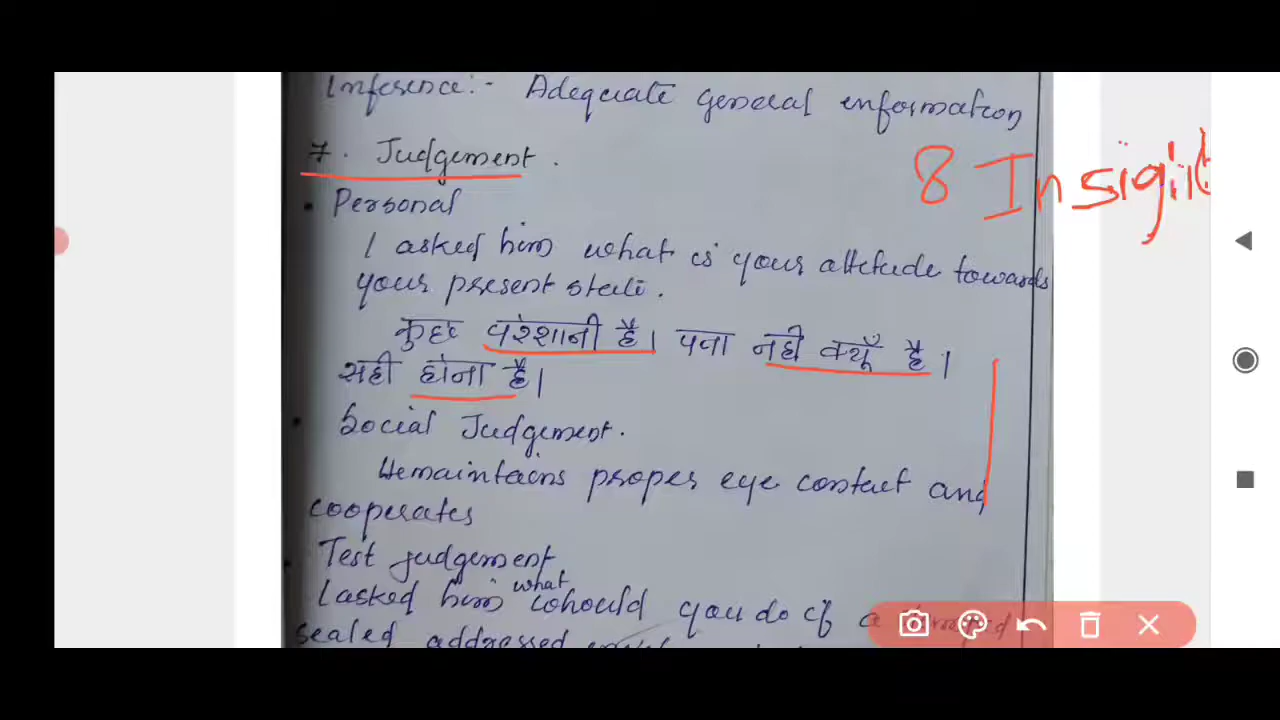 Inference:- Adequate general information
7. Judgement.
8 Insight
• Personal
I asked him what is your attitude towards
your present state.
कुछ परेशानी है। पता नही क्यूँ है।
सही होना है।
• Social Judgement.
He maintains proper eye contact and
cooperates
• Test judgement
I asked him what should you do if a
sealed addressed